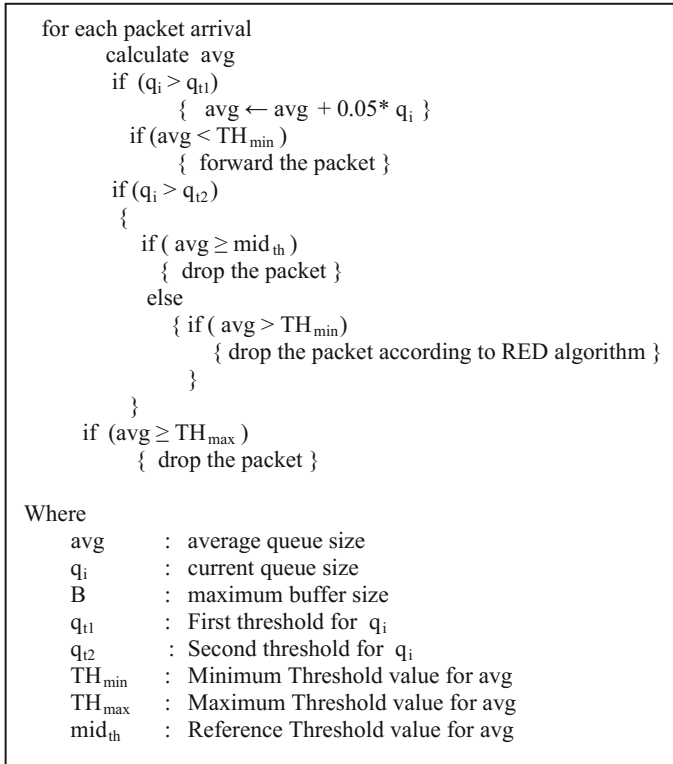 for each packet arrival
calculate avg
if (qi > qt1)
{ avg ← avg + 0.05* qi }
if (avg < THmin )
{ forward the packet }
if (qi > qt2)
{
if ( avg ≥ midth )
{ drop the packet }
else
{ if ( avg > THmin)
{ drop the packet according to RED algorithm }
}
}
if (avg ≥ THmax )
{ drop the packet }
Where
avg : average queue size
qi : current queue size
B : maximum buffer size
qt1 : First threshold for qi
qt2 : Second threshold for qi
THmin : Minimum Threshold value for avg
THmax : Maximum Threshold value for avg
midth : Reference Threshold value for avg